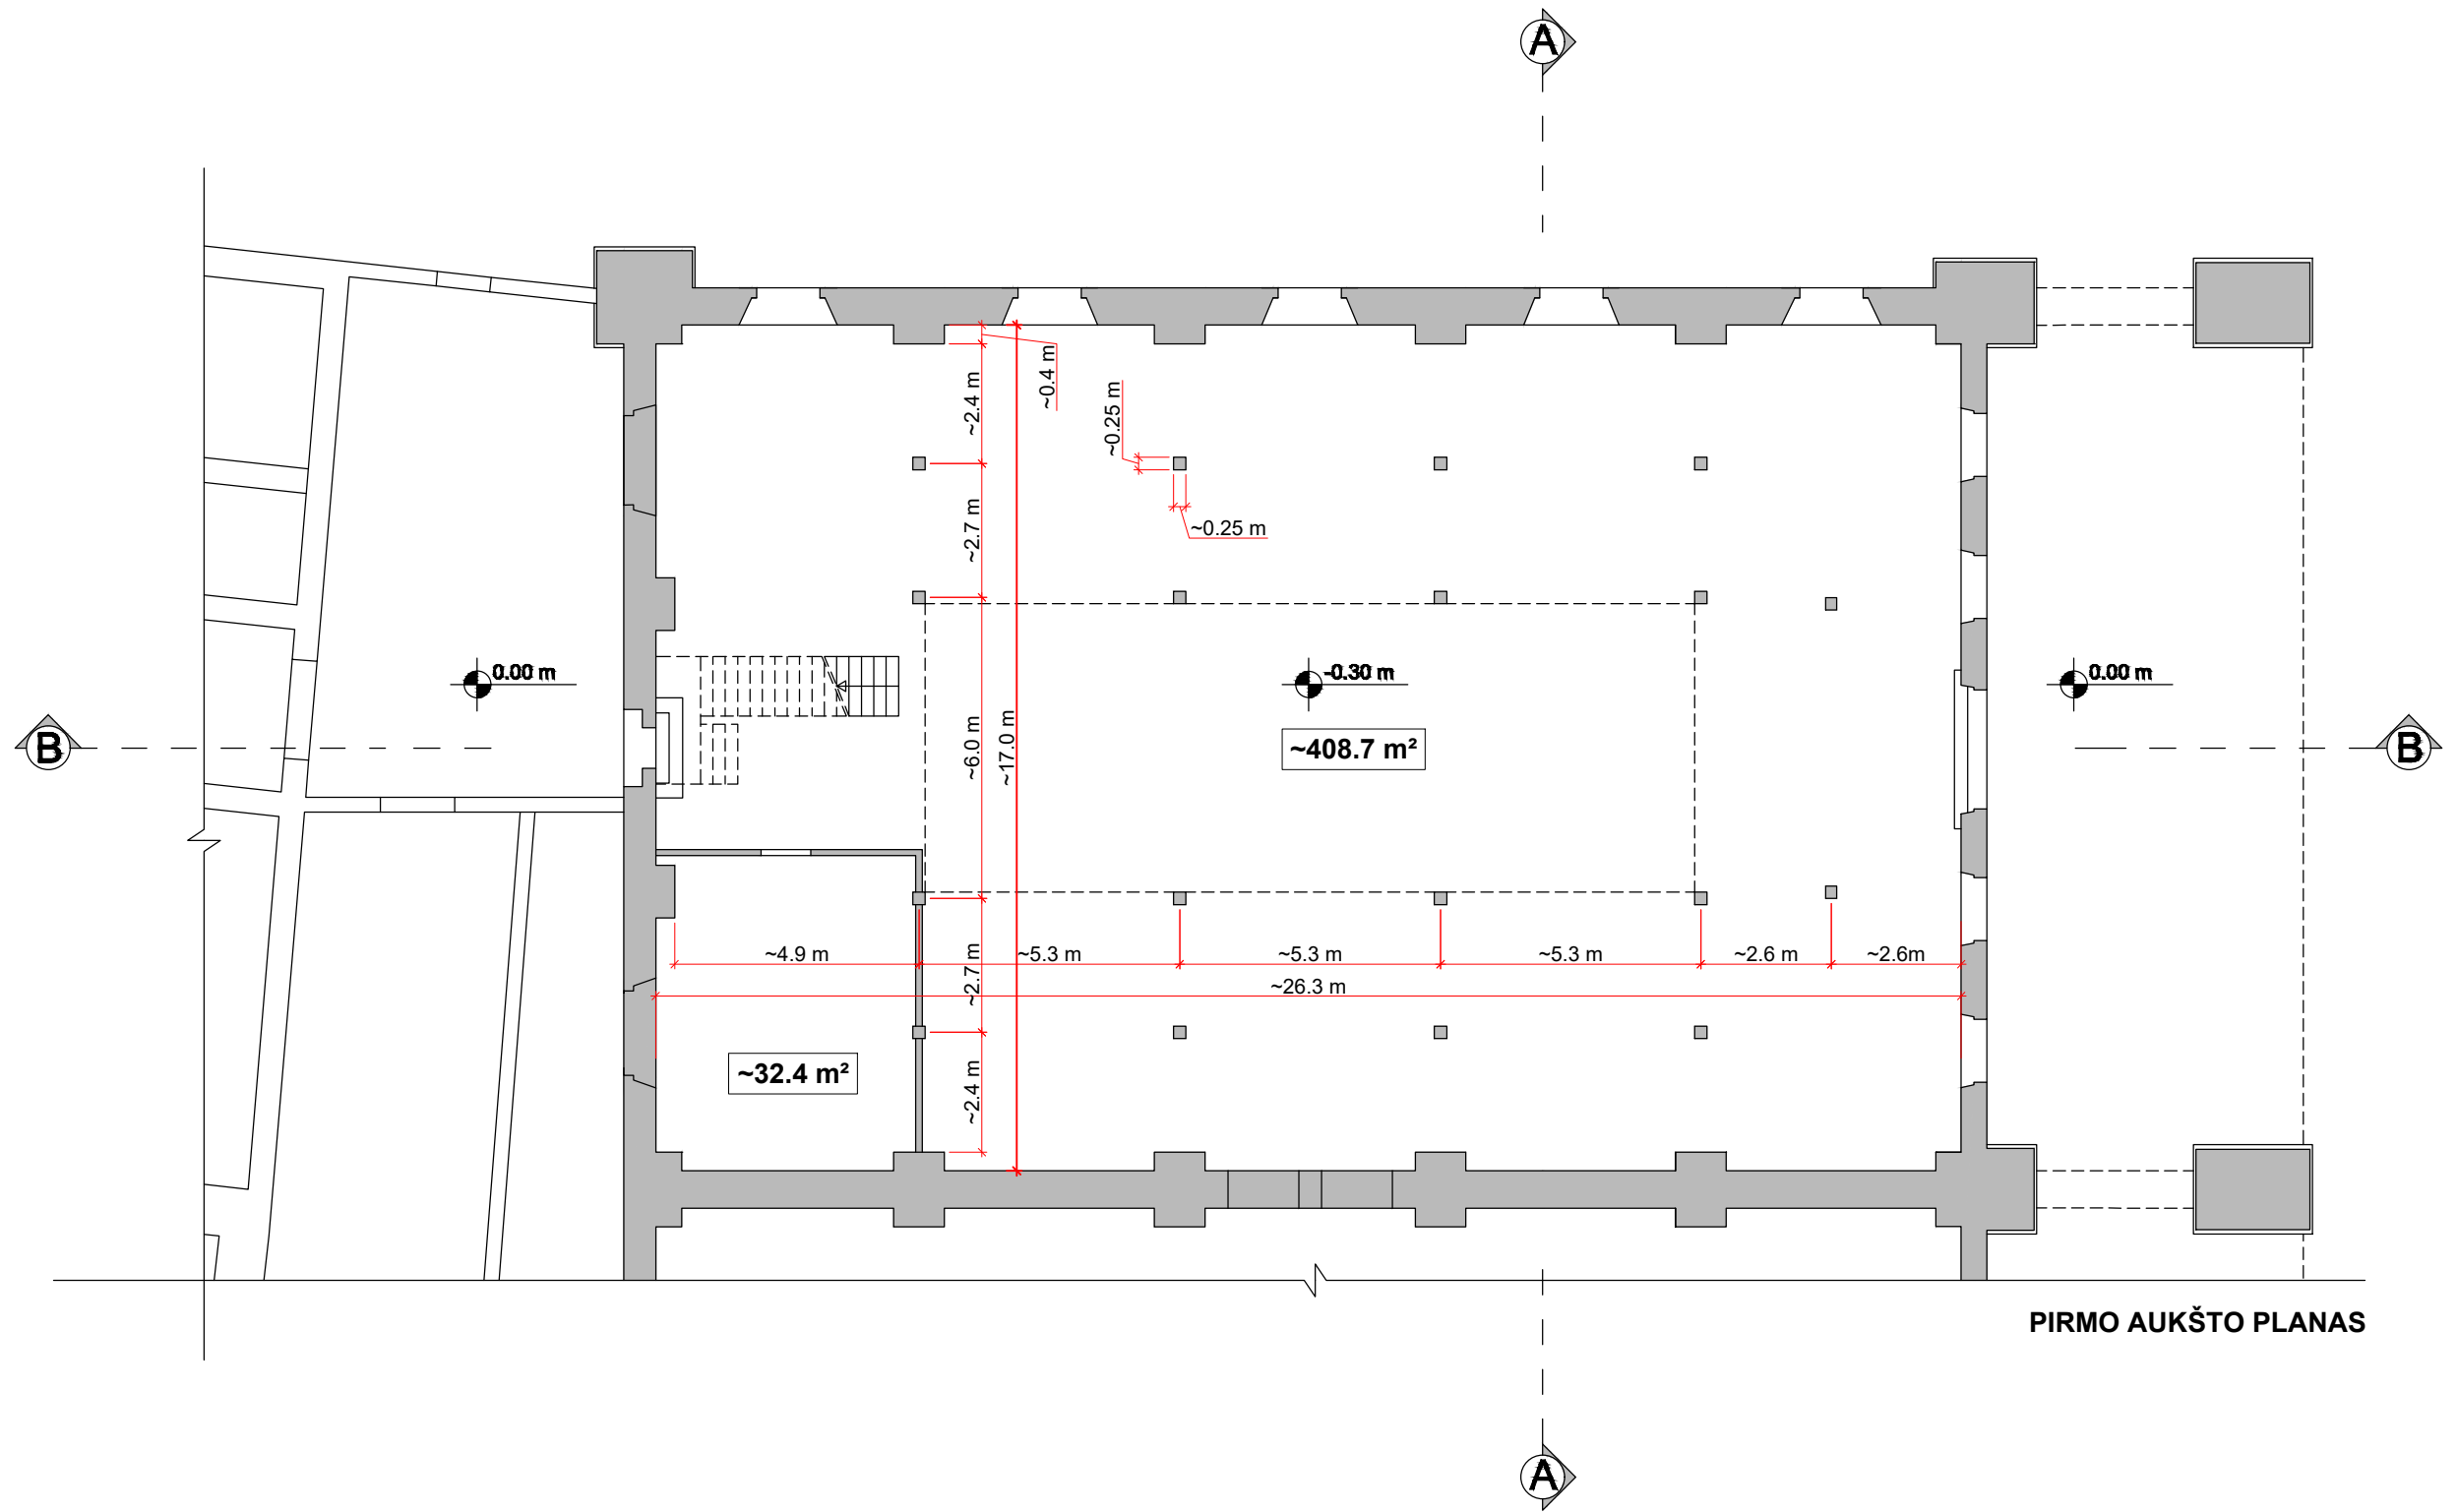 A
~0.4 m
~2.4 m
~0.25 m
~2.7 m
~0.25 m
0.00 m
-0.30 m
0.00 m
B
~6.0 m
~17.0 m
~408.7 m²
B
~4.9 m
~5.3 m
~5.3 m
~5.3 m
~2.6 m
~2.6m
~2.7 m
~26.3 m
~32.4 m²
~2.4 m
PIRMO AUKŠTO PLANAS
A